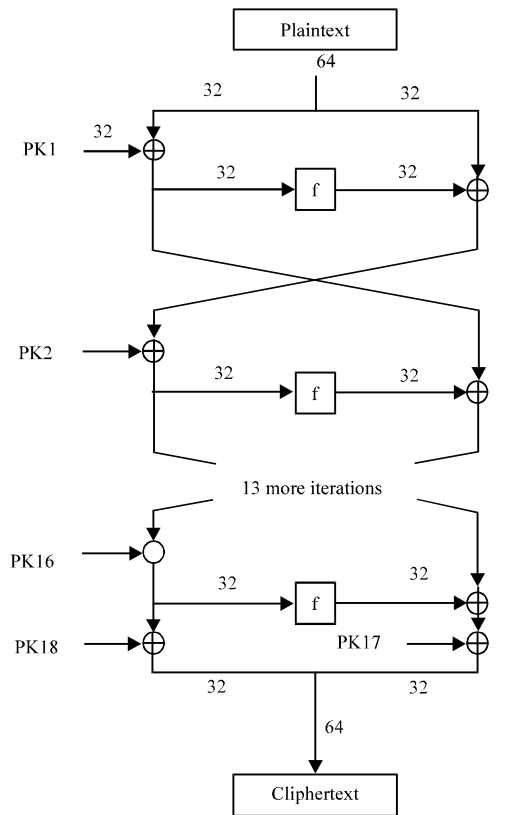 Plaintext
64
32 32
32
PK1
32 f 32
PK2
32 f 32
13 more iterations
PK16
32 f 32
PK18 PK17
32 32
64
Cliphertext